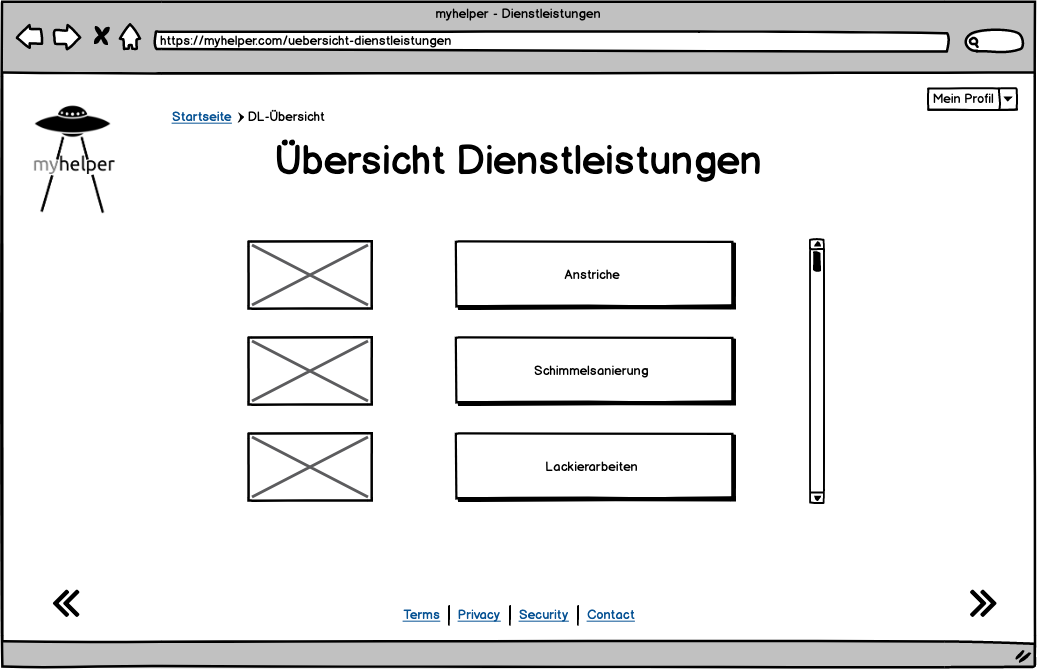 myhelper - Dienstleistungen
https://myhelper.com/uebersicht-dienstleistungen
Mein Profil
Startseite > DL-Übersicht
myhelper
Übersicht Dienstleistungen
Anstriche
Schimmelsanierung
Lackierarbeiten
Terms | Privacy | Security | Contact